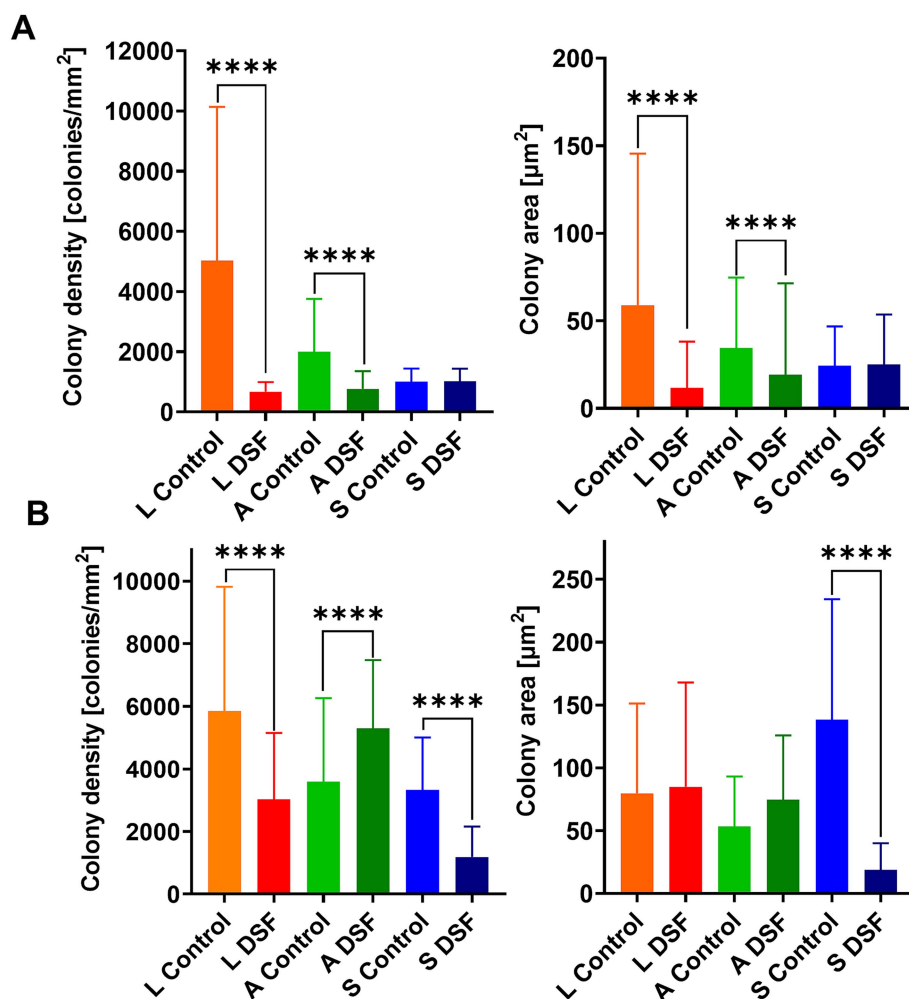 A
Colony density [colonies/mm²]
12000
10000
8000
6000
4000
2000
0
****
****
L Control
L DSF
A Control
A DSF
S Control
S DSF
Colony area [µm²]
200
150
100
50
0
****
****
L Control
L DSF
A Control
A DSF
S Control
S DSF
B
Colony density [colonies/mm²]
10000
8000
6000
4000
2000
0
****
****
****
L Control
L DSF
A Control
A DSF
S Control
S DSF
Colony area [µm²]
250
200
150
100
50
0
****
L Control
L DSF
A Control
A DSF
S Control
S DSF